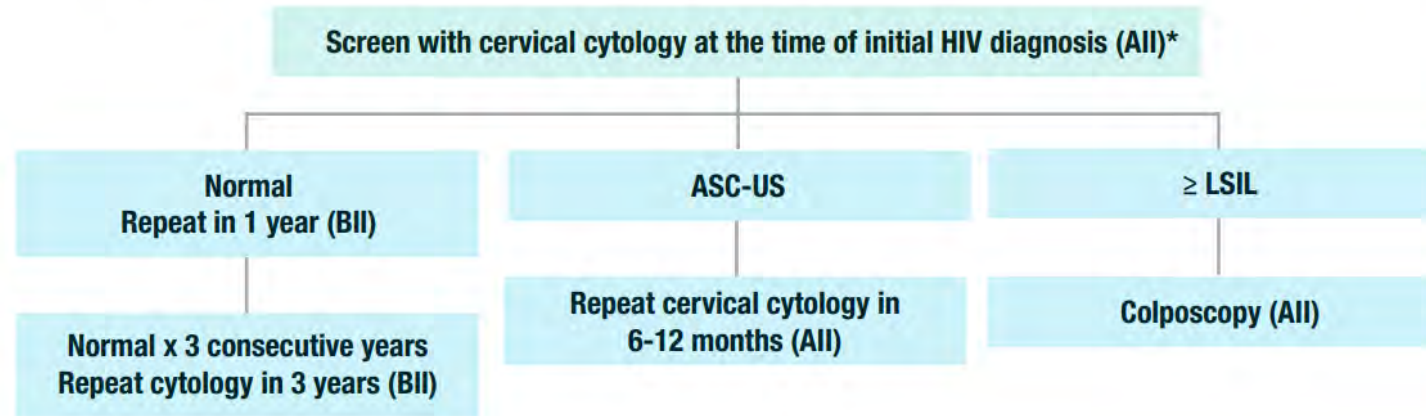 Screen with cervical cytology at the time of initial HIV diagnosis (AII)*
Normal
Repeat in 1 year (BII)
Normal x 3 consecutive years
Repeat cytology in 3 years (BII)
ASC-US
Repeat cervical cytology in
6-12 months (AII)
≥ LSIL
Colposcopy (AII)